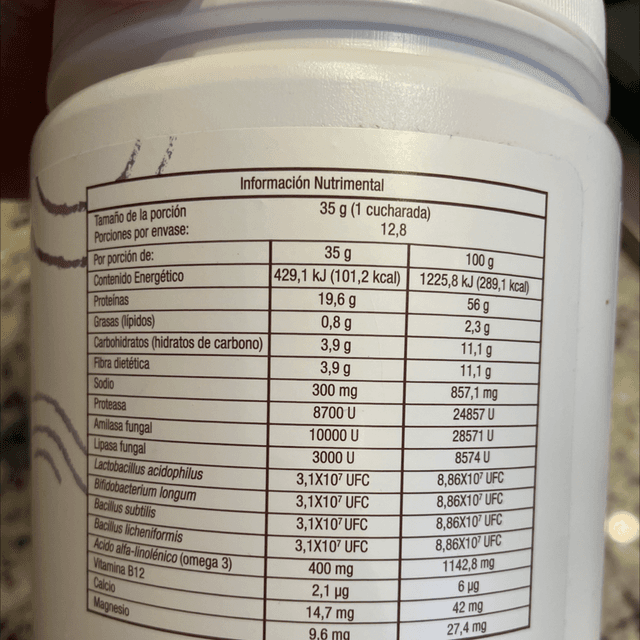 Información Nutrimental
Tamaño de la porción 35 g (1 cucharada)
Porciones por envase: 12,8
Por porción de: 35 g 100 g
Contenido Energético 429,1 kJ (101,2 kcal) 1225,8 kJ (289,1 kcal)
Proteínas 19,6 g 56 g
Grasas (lípidos) 0,8 g 2,3 g
Carbohidratos (hidratos de carbono) 3,9 g 11,1 g
Fibra dietética 3,9 g 11,1 g
Sodio 300 mg 857,1 mg
Proteasa 8700 U 24857 U
Amilasa fungal 10000 U 28571 U
Lipasa fungal 3000 U 8574 U
Lactobacillus acidophilus 3,1X10⁷ UFC 8,86X10⁷ UFC
Bifidobacterium longum 3,1X10⁷ UFC 8,86X10⁷ UFC
Bacillus subtilis 3,1X10⁷ UFC 8,86X10⁷ UFC
Bacillus licheniformis 3,1X10⁷ UFC 8,86X10⁷ UFC
Acido alfa-linolénico (omega 3) 400 mg 1142,8 mg
Vitamina B12 2,1 µg 6 µg
Calcio 14,7 mg 42 mg
Magnesio 9,6 mg 27,4 mg